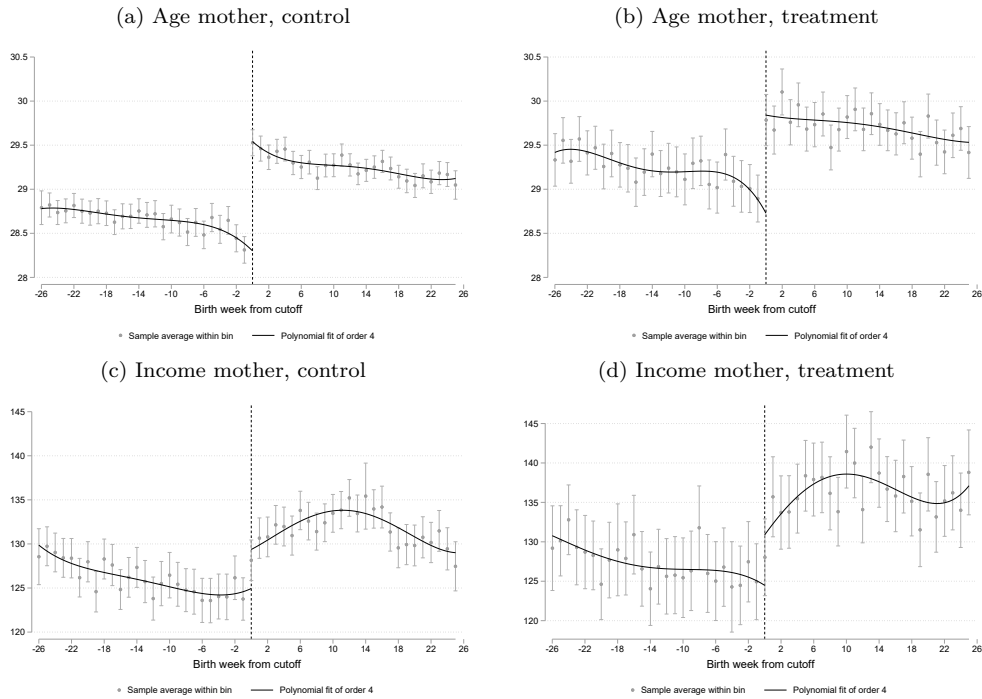 (a) Age mother, control
30.5
30
29.5
29
28.5
28
-26 -22 -18 -14 -10 -6 -2 2 6 10 14 18 22 26
Birth week from cutoff
Sample average within bin Polynomial fit of order 4
(b) Age mother, treatment
30.5
30
29.5
29
28.5
28
-26 -22 -18 -14 -10 -6 -2 2 6 10 14 18 22 26
Birth week from cutoff
Sample average within bin Polynomial fit of order 4
(c) Income mother, control
145
140
135
130
125
120
-26 -22 -18 -14 -10 -6 -2 2 6 10 14 18 22 26
Birth week from cutoff
Sample average within bin Polynomial fit of order 4
(d) Income mother, treatment
145
140
135
130
125
120
-26 -22 -18 -14 -10 -6 -2 2 6 10 14 18 22 26
Birth week from cutoff
Sample average within bin Polynomial fit of order 4